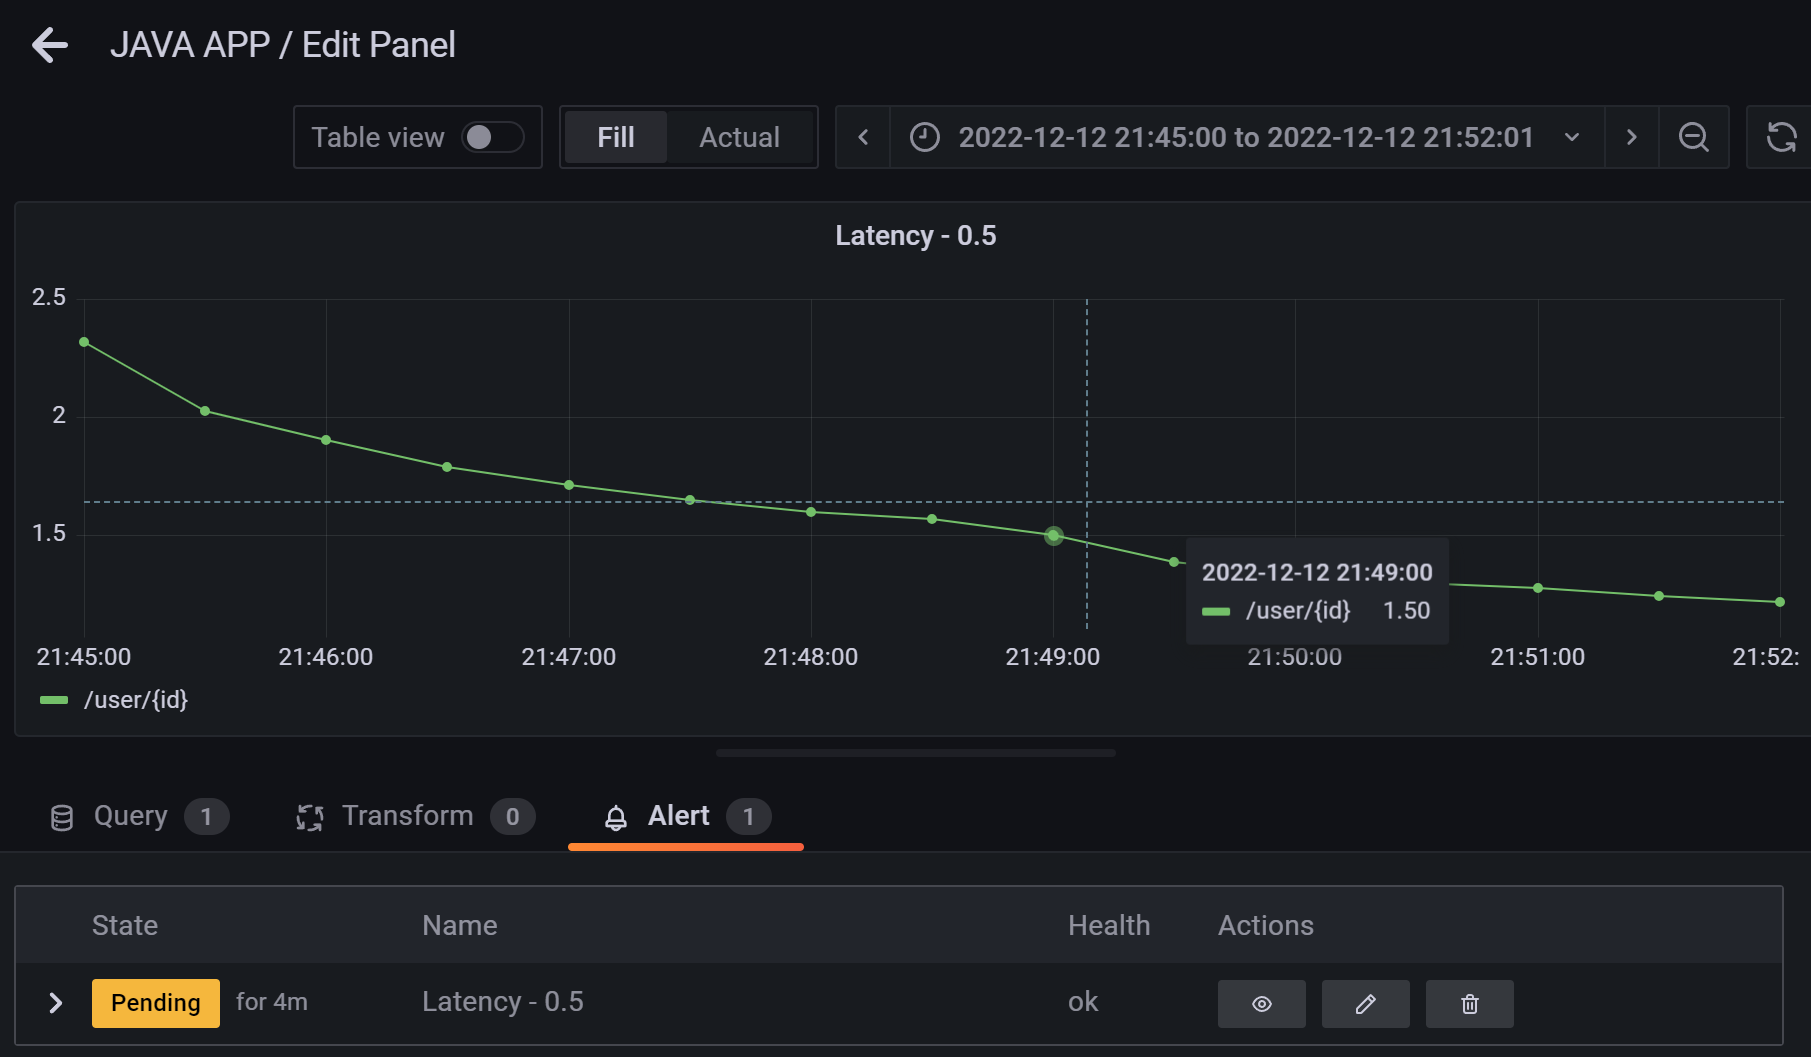 JAVA APP / Edit Panel
Table view Fill Actual 2022-12-12 21:45:00 to 2022-12-12 21:52:01
Latency - 0.5
2.5
2
1.5
2022-12-12 21:49:00
/user/{id} 1.50
21:45:00 21:46:00 21:47:00 21:48:00 21:49:00 21:50:00 21:51:00 21:52:
/user/{id}
Query 1 Transform 0 Alert 1
State Name Health Actions
Pending for 4m Latency - 0.5 ok